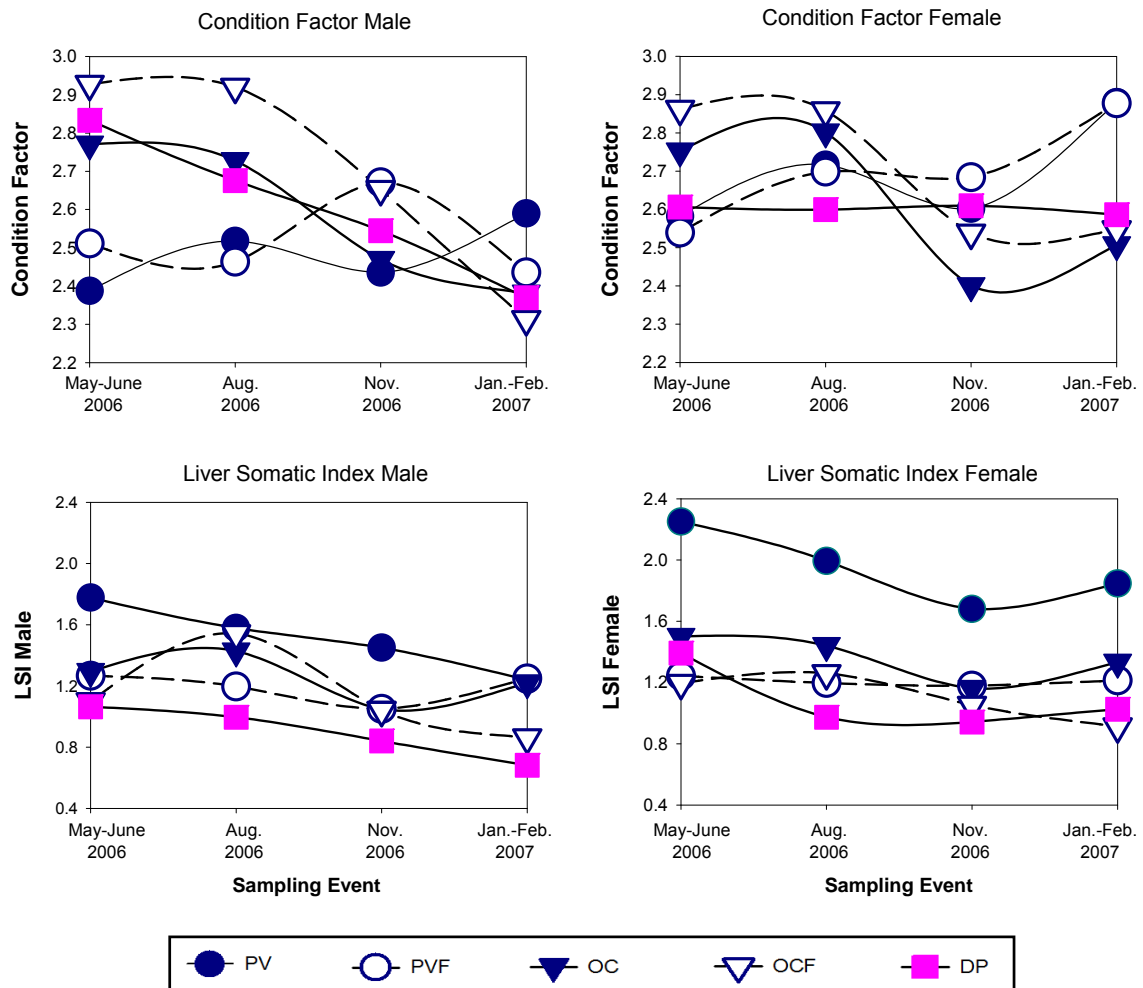 Condition Factor Male
Condition Factor
3.0
2.9
2.8
2.7
2.6
2.5
2.4
2.3
2.2
May-June
2006
Aug.
2006
Nov.
2006
Jan.-Feb.
2007
Condition Factor Female
Condition Factor
3.0
2.9
2.8
2.7
2.6
2.5
2.4
2.3
2.2
May-June
2006
Aug.
2006
Nov.
2006
Jan.-Feb.
2007
Liver Somatic Index Male
LSI Male
2.4
2.0
1.6
1.2
0.8
0.4
May-June
2006
Aug.
2006
Nov.
2006
Jan.-Feb.
2007
Sampling Event
Liver Somatic Index Female
LSI Female
2.4
2.0
1.6
1.2
0.8
0.4
May-June
2006
Aug.
2006
Nov.
2006
Jan.-Feb.
2007
Sampling Event
PV PVF OC OCF DP